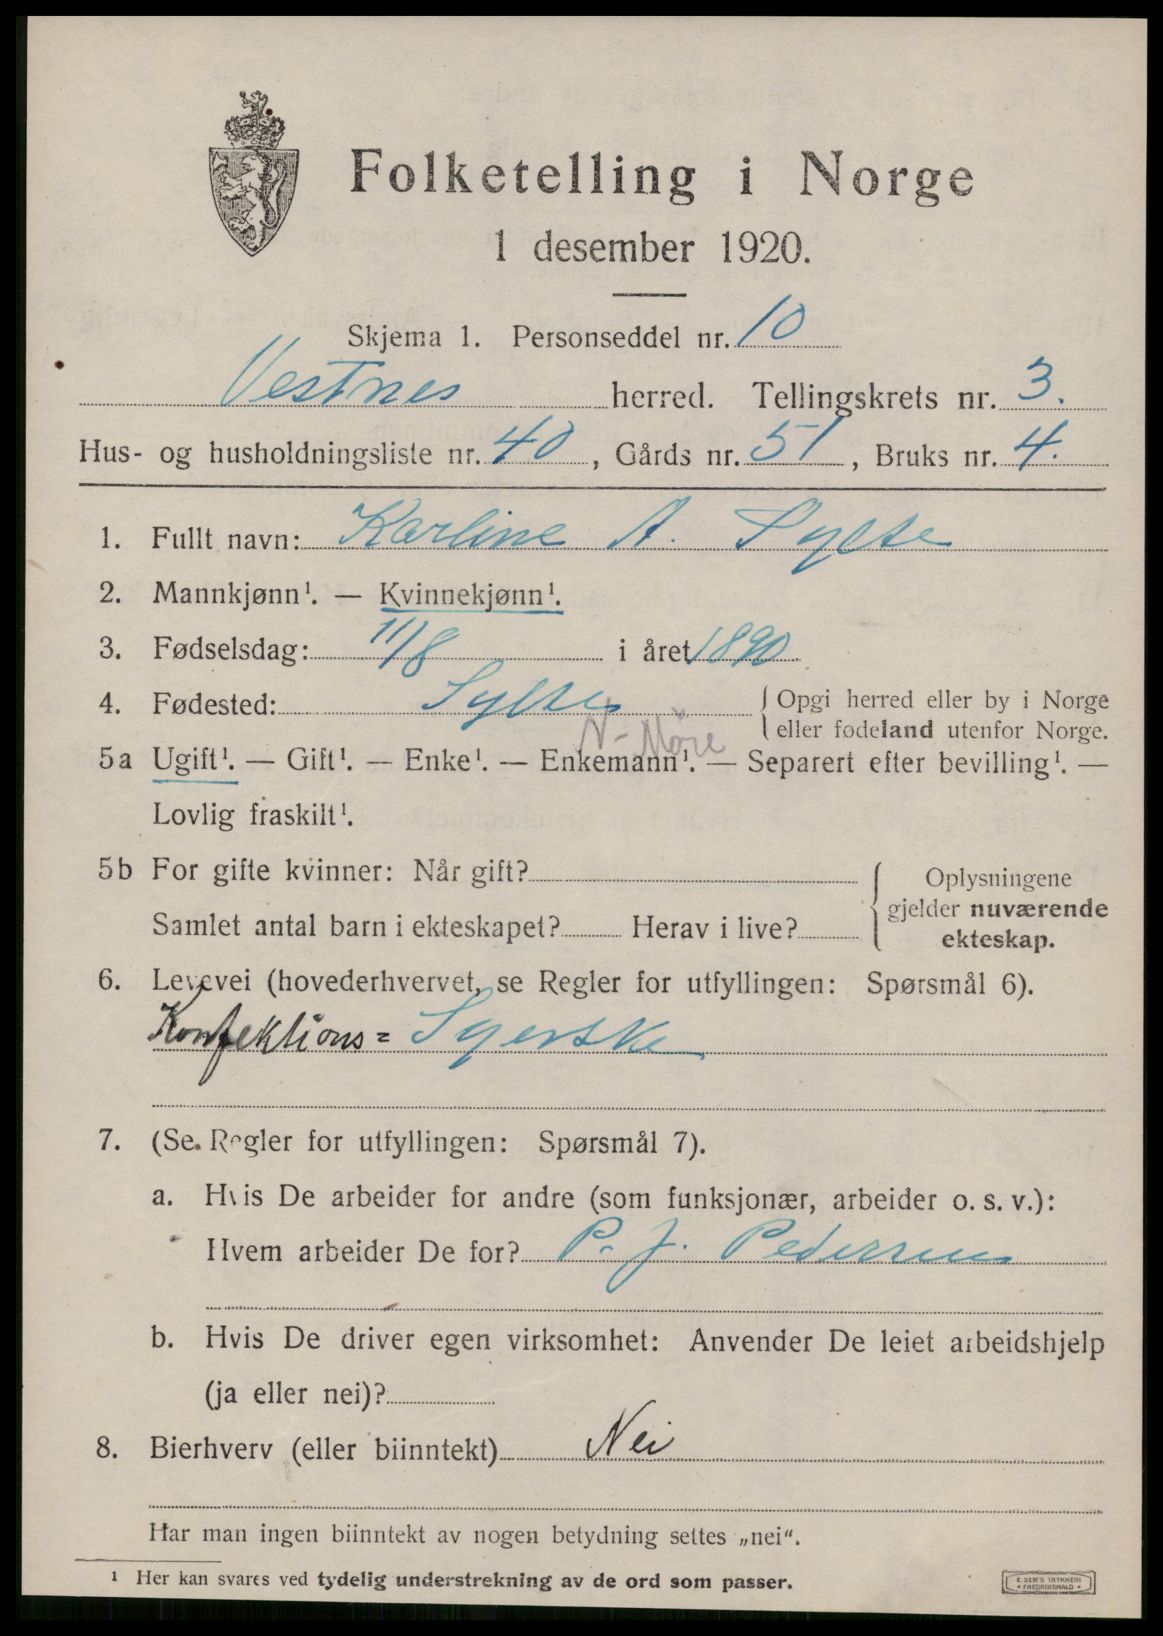 Folketelling i Norge
1 desember 1920.
Skjema 1. Personseddel nr. 10
Vestnes herred. Tellingskrets nr. 3.
Hus- og husholdningsliste nr. 40, Gårds nr. 51, Bruks nr. 4.
1. Fullt navn: Karline A. Sylte
2. Mannkjønn¹. — Kvinnekjønn¹.
3. Fødselsdag: 11/8 i året 1890
4. Fødested: Sylte { Opgi herred eller by i Norge
eller fødeland utenfor Norge.
N-Møre
5a Ugift¹. — Gift¹. — Enke¹. — Enkemann¹. — Separert efter bevilling¹. —
Lovlig fraskilt¹.
5b For gifte kvinner: Når gift?
Samlet antal barn i ekteskapet? Herav i live?
Oplysningene
gjelder nuværende
ekteskap.
6. Levevei (hovederhvervet, se Regler for utfyllingen: Spørsmål 6).
Konfektions= Syerske
7. (Se Regler for utfyllingen: Spørsmål 7).
a. Hvis De arbeider for andre (som funksjonær, arbeider o. s. v.):
Hvem arbeider De for? P. J. Pedersen
b. Hvis De driver egen virksomhet: Anvender De leiet arbeidshjelp
(ja eller nei)?
8. Bierhverv (eller biinntekt) Nei
Har man ingen biinntekt av nogen betydning settes „nei“.
¹ Her kan svares ved tydelig understrekning av de ord som passer.
E. SEM'S TRYKKERI
* FREDRIKSHALD *